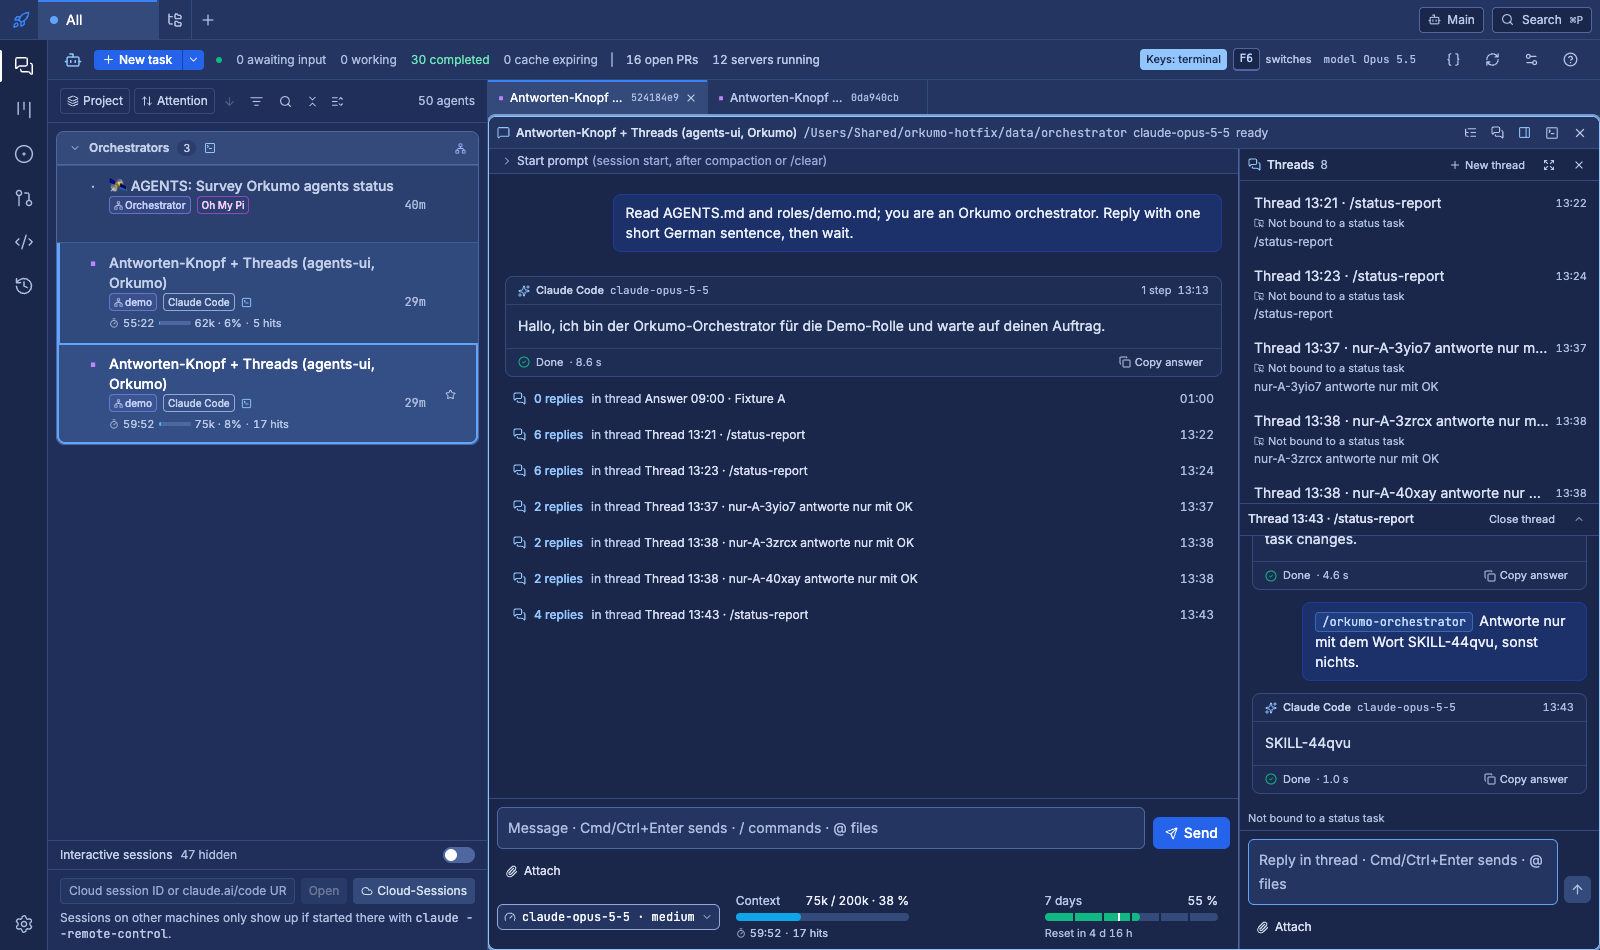 All
Main
Search ⌘P
New task
0 awaiting input 0 working 30 completed 0 cache expiring | 16 open PRs 12 servers running
Keys: terminal F6 switches model Opus 5.5
Project Attention 50 agents
Orchestrators 3
AGENTS: Survey Orkumo agents status
Orchestrator Oh My Pi 40m
Antworten-Knopf + Threads (agents-ui, Orkumo)
demo Claude Code 29m
55:22 62k · 6% · 5 hits
Antworten-Knopf + Threads (agents-ui, Orkumo)
demo Claude Code 29m
59:52 75k · 8% · 17 hits
Interactive sessions 47 hidden
Cloud session ID or claude.ai/code UR Open Cloud-Sessions
Sessions on other machines only show up if started there with claude --remote-control.
Antworten-Knopf ... 524184e9
Antworten-Knopf ... 0da940cb
Antworten-Knopf + Threads (agents-ui, Orkumo) /Users/Shared/orkumo-hotfix/data/orchestrator claude-opus-5-5 ready
Start prompt (session start, after compaction or /clear)
Read AGENTS.md and roles/demo.md; you are an Orkumo orchestrator. Reply with one
short German sentence, then wait.
Claude Code claude-opus-5-5 1 step 13:13
Hallo, ich bin der Orkumo-Orchestrator für die Demo-Rolle und warte auf deinen Auftrag.
Done · 8.6 s Copy answer
0 replies in thread Answer 09:00 · Fixture A 01:00
6 replies in thread Thread 13:21 · /status-report 13:22
6 replies in thread Thread 13:23 · /status-report 13:24
2 replies in thread Thread 13:37 · nur-A-3yio7 antworte nur mit OK 13:37
2 replies in thread Thread 13:38 · nur-A-3zrcx antworte nur mit OK 13:38
2 replies in thread Thread 13:38 · nur-A-40xay antworte nur mit OK 13:38
4 replies in thread Thread 13:43 · /status-report 13:43
Message · Cmd/Ctrl+Enter sends · / commands · @ files
Send
Attach
claude-opus-5-5 · medium
Context 75k / 200k · 38 %
59:52 · 17 hits
7 days 55 %
Reset in 4 d 16 h
Threads 8 New thread
Thread 13:21 · /status-report 13:22
Not bound to a status task
/status-report
Thread 13:23 · /status-report 13:24
Not bound to a status task
/status-report
Thread 13:37 · nur-A-3yio7 antworte nur m... 13:37
Not bound to a status task
nur-A-3yio7 antworte nur mit OK
Thread 13:38 · nur-A-3zrcx antworte nur m... 13:38
Not bound to a status task
nur-A-3zrcx antworte nur mit OK
Thread 13:38 · nur-A-40xay antworte nur ... 13:38
Thread 13:43 · /status-report Close thread
task changes.
Done · 4.6 s Copy answer
/orkumo-orchestrator Antworte nur
mit dem Wort SKILL-44qvu, sonst
nichts.
Claude Code claude-opus-5-5 13:43
SKILL-44qvu
Done · 1.0 s Copy answer
Not bound to a status task
Reply in thread · Cmd/Ctrl+Enter sends · @
files
Attach